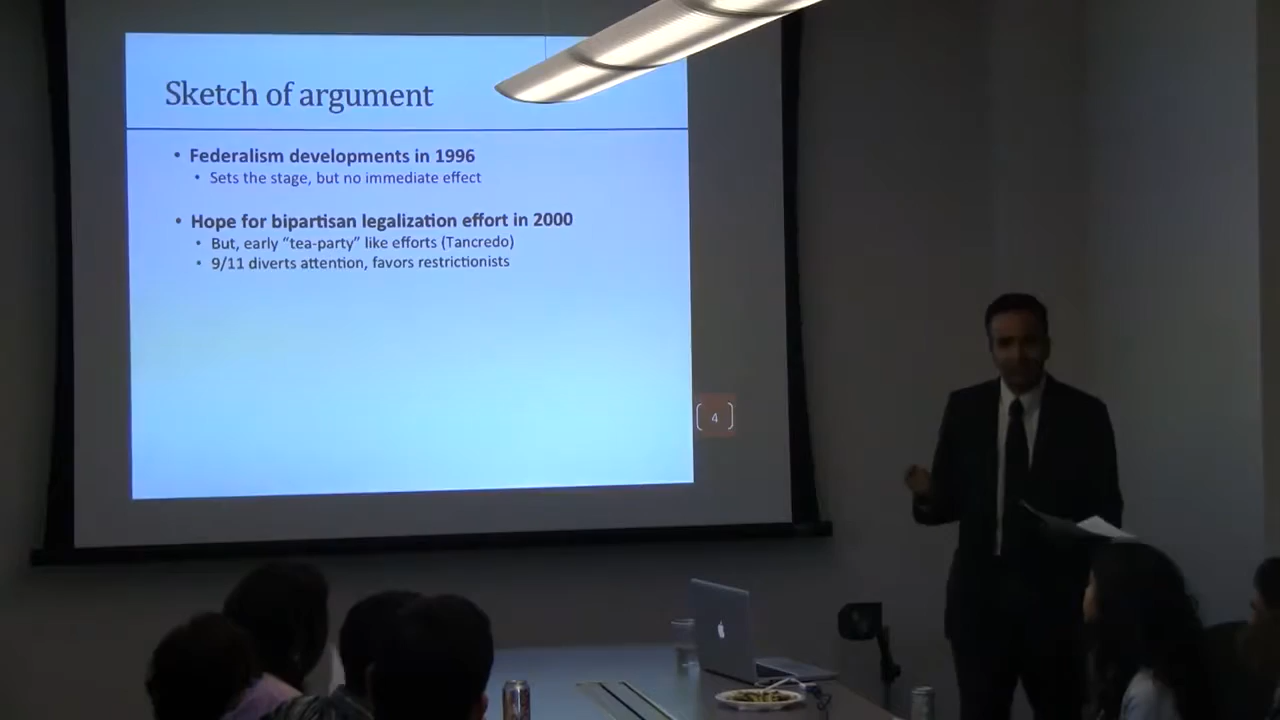 Sketch of argument
• Federalism developments in 1996
• Sets the stage, but no immediate effect
• Hope for bipartisan legalization effort in 2000
• But, early “tea-party” like efforts (Tancredo)
• 9/11 diverts attention, favors restrictionists
4